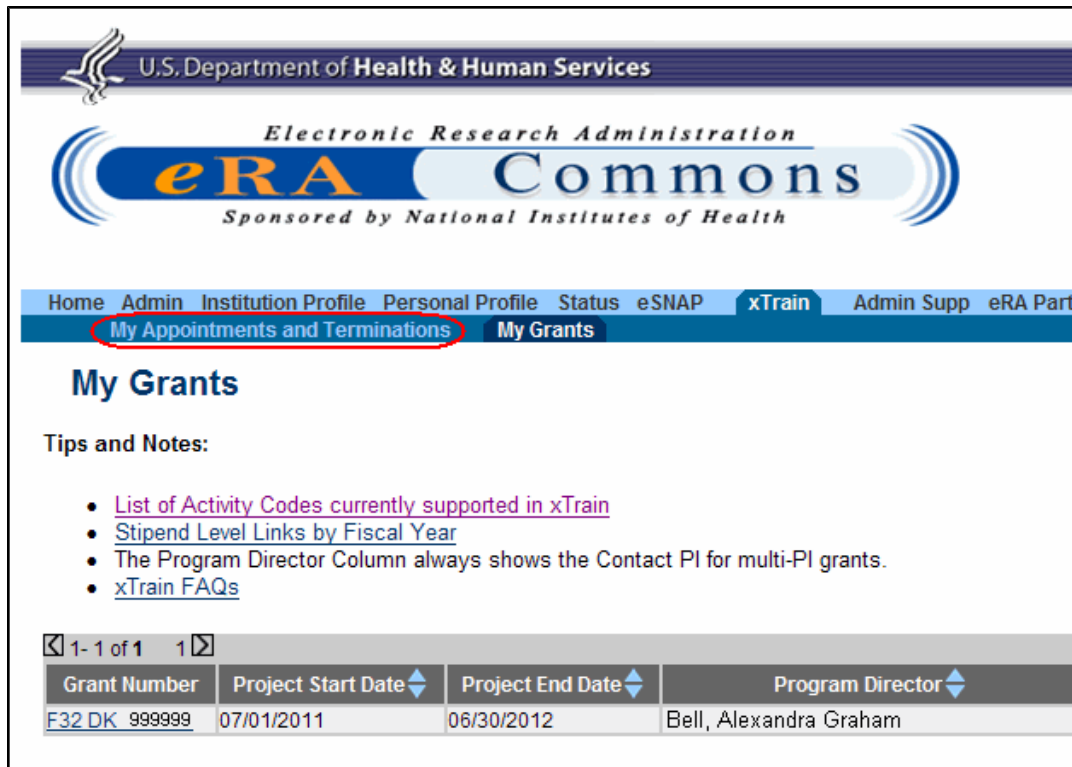 U.S. Department of Health & Human Services
Electronic Research Administration
eRA Commons
Sponsored by National Institutes of Health
Home Admin Institution Profile Personal Profile Status eSNAP xTrain Admin Supp eRA Part
My Appointments and Terminations My Grants
My Grants
Tips and Notes:
• List of Activity Codes currently supported in xTrain
• Stipend Level Links by Fiscal Year
• The Program Director Column always shows the Contact PI for multi-PI grants.
• xTrain FAQs
1- 1 of 1 1
Grant Number Project Start Date Project End Date Program Director
F32 DK 999999 07/01/2011 06/30/2012 Bell, Alexandra Graham